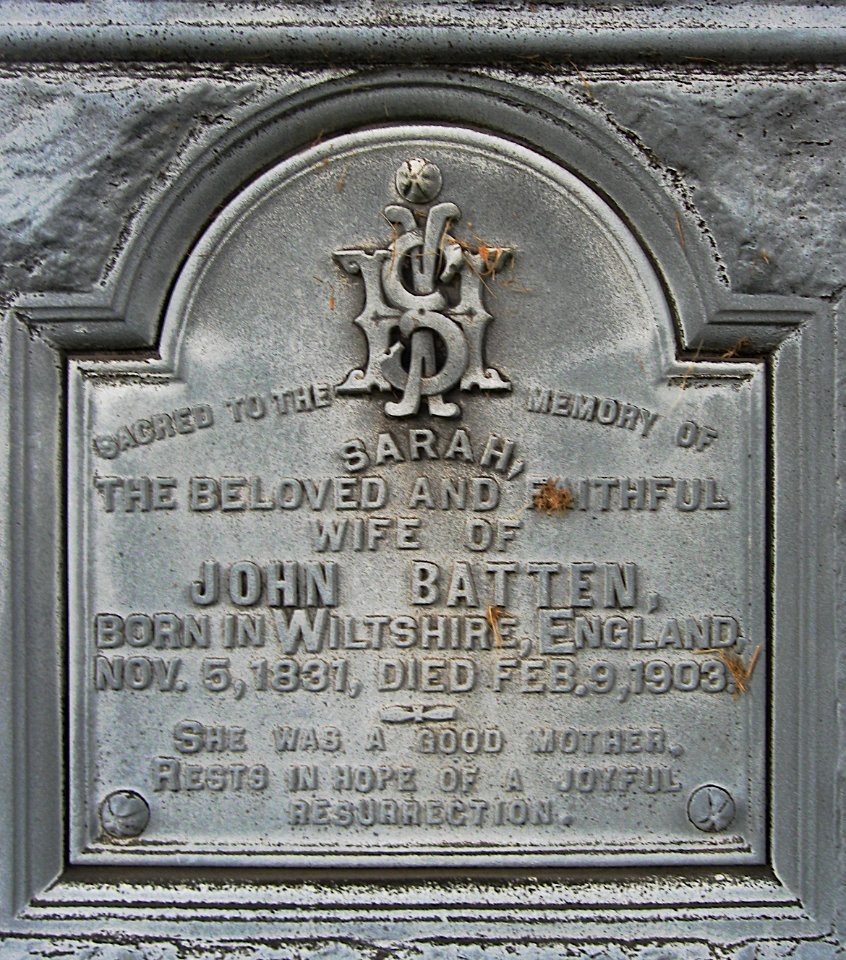 IHS
SACRED TO THE MEMORY OF
SARAH,
THE BELOVED AND FAITHFUL
WIFE OF
JOHN BATTEN,
BORN IN WILTSHIRE, ENGLAND,
NOV. 5, 1831, DIED FEB. 9, 1903.
SHE WAS A GOOD MOTHER.
RESTS IN HOPE OF A JOYFUL
RESURRECTION.